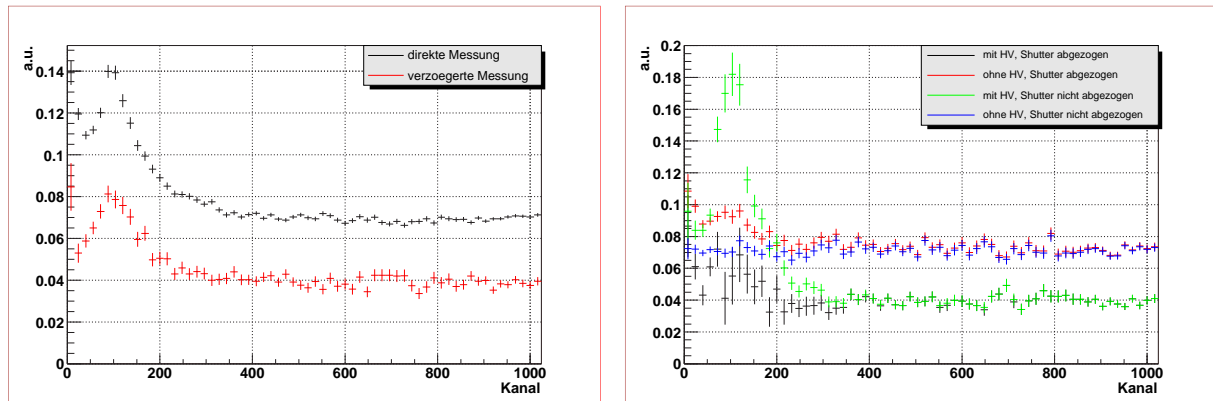 a.u.
0.14
0.12
0.1
0.08
0.06
0.04
0.02
0
0 200 400 600 800 1000
Kanal
direkte Messung
verzoegerte Messung
a.u.
0.2
0.18
0.16
0.14
0.12
0.1
0.08
0.06
0.04
0.02
0
0 200 400 600 800 1000
Kanal
mit HV, Shutter abgezogen
ohne HV, Shutter abgezogen
mit HV, Shutter nicht abgezogen
ohne HV, Shutter nicht abgezogen